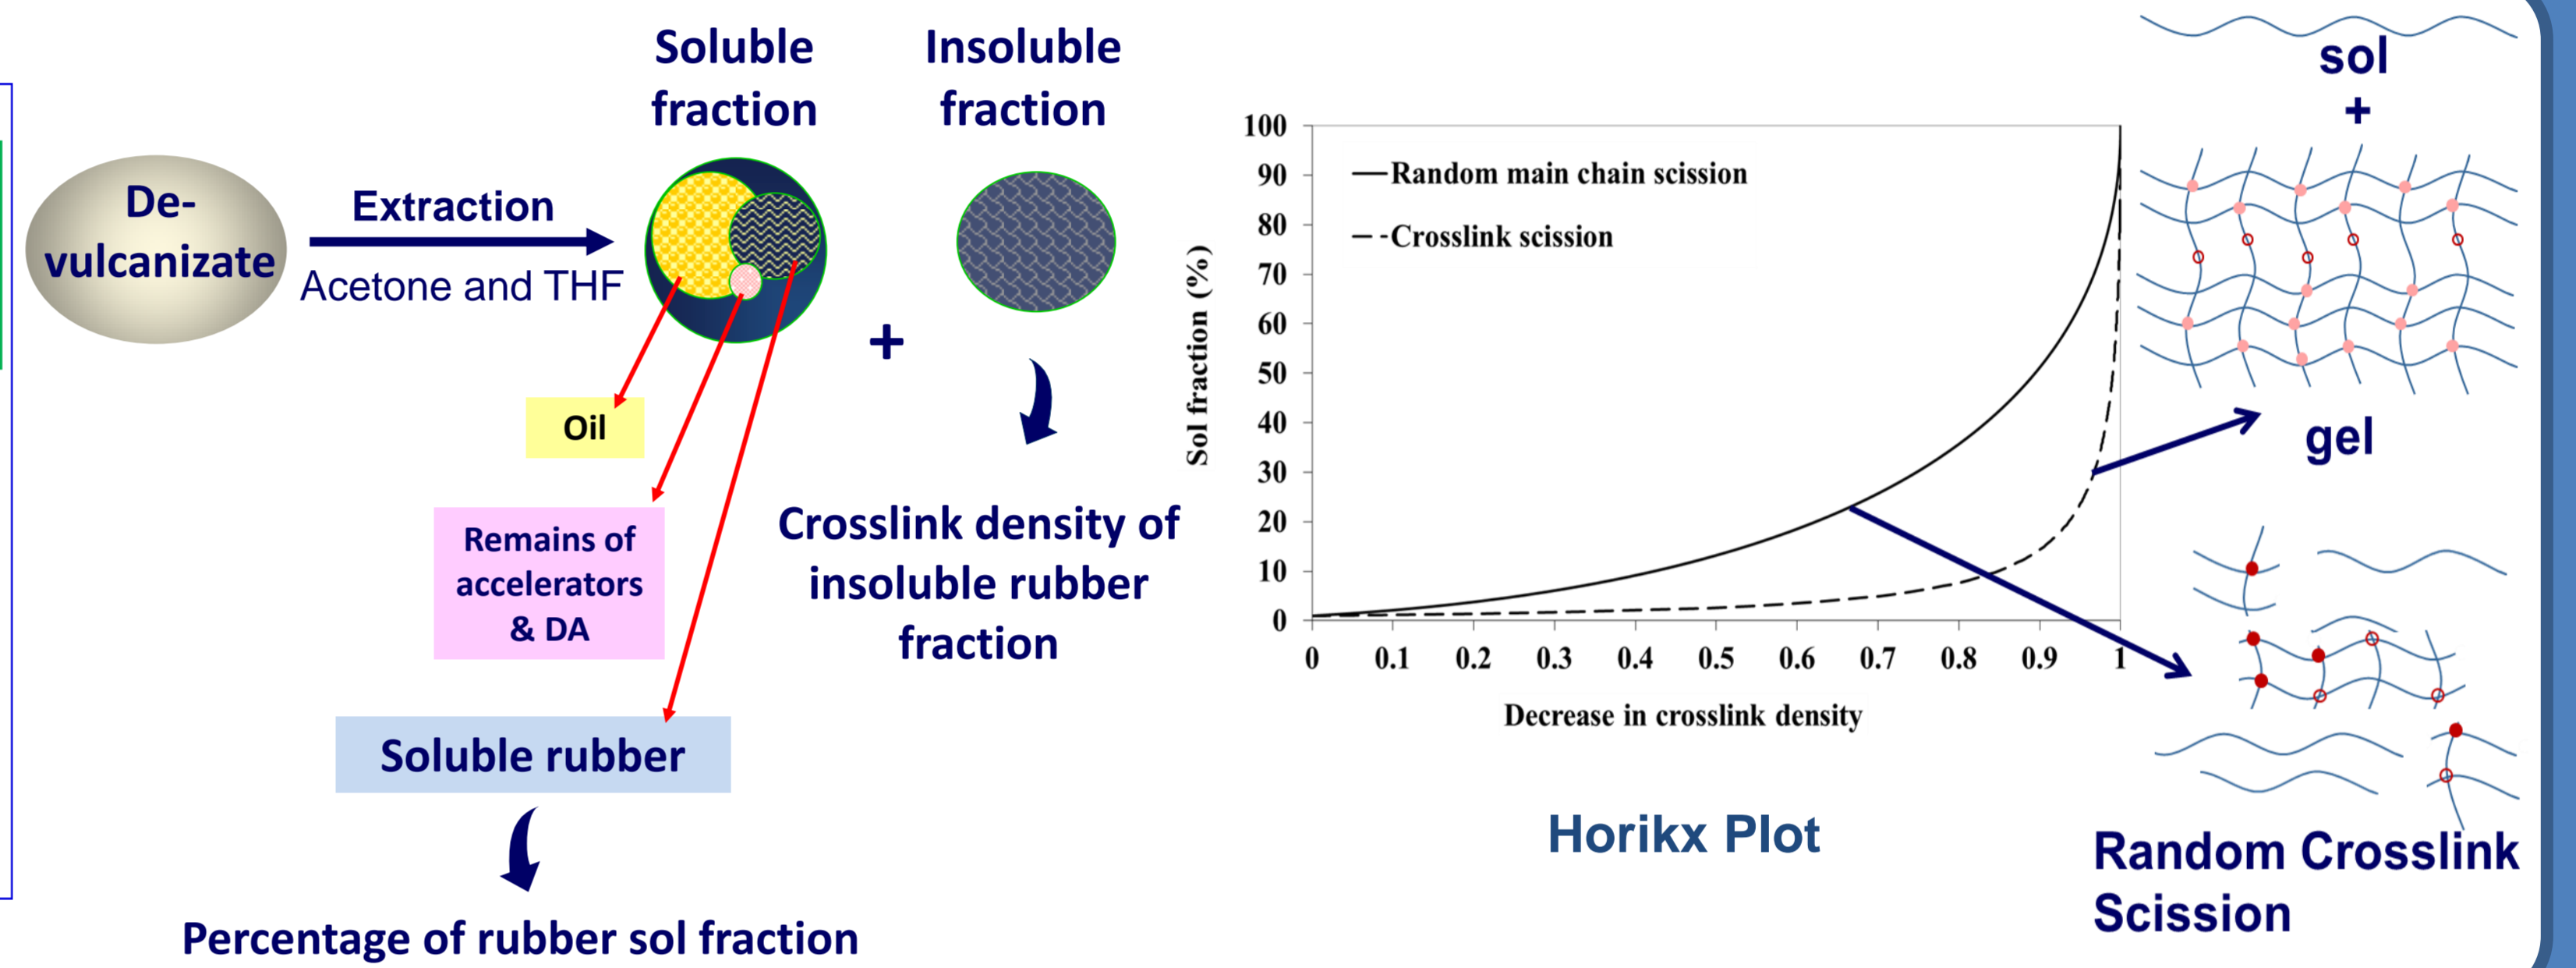 De-
vulcanizate
Extraction
Acetone and THF
Soluble
fraction
Insoluble
fraction
+
Oil
Remains of
accelerators
& DA
Soluble rubber
Percentage of rubber sol fraction
Crosslink density of
insoluble rubber
fraction
Sol fraction (%)
100
90
80
70
60
50
40
30
20
10
0
Random main chain scission
Crosslink scission
0 0.1 0.2 0.3 0.4 0.5 0.6 0.7 0.8 0.9 1
Decrease in crosslink density
Horikx Plot
sol
+
gel
Random Crosslink
Scission